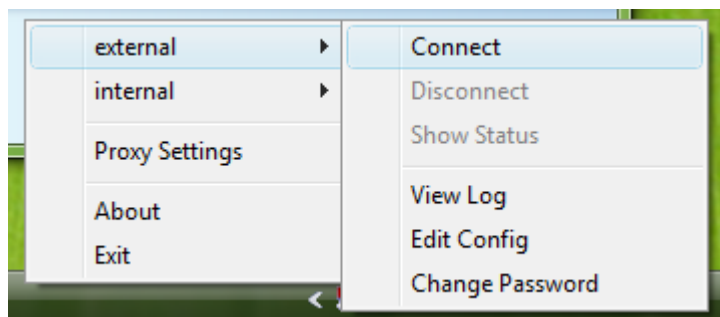 external
internal
Proxy Settings
About
Exit
Connect
Disconnect
Show Status
View Log
Edit Config
Change Password